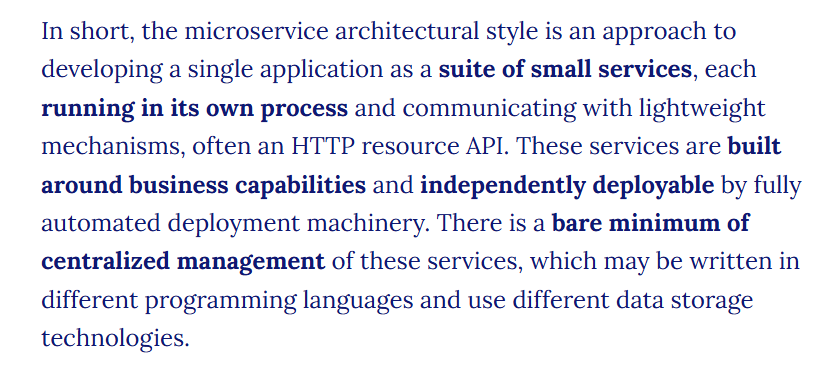 In short, the microservice architectural style is an approach to
developing a single application as a suite of small services, each
running in its own process and communicating with lightweight
mechanisms, often an HTTP resource API. These services are built
around business capabilities and independently deployable by fully
automated deployment machinery. There is a bare minimum of
centralized management of these services, which may be written in
different programming languages and use different data storage
technologies.